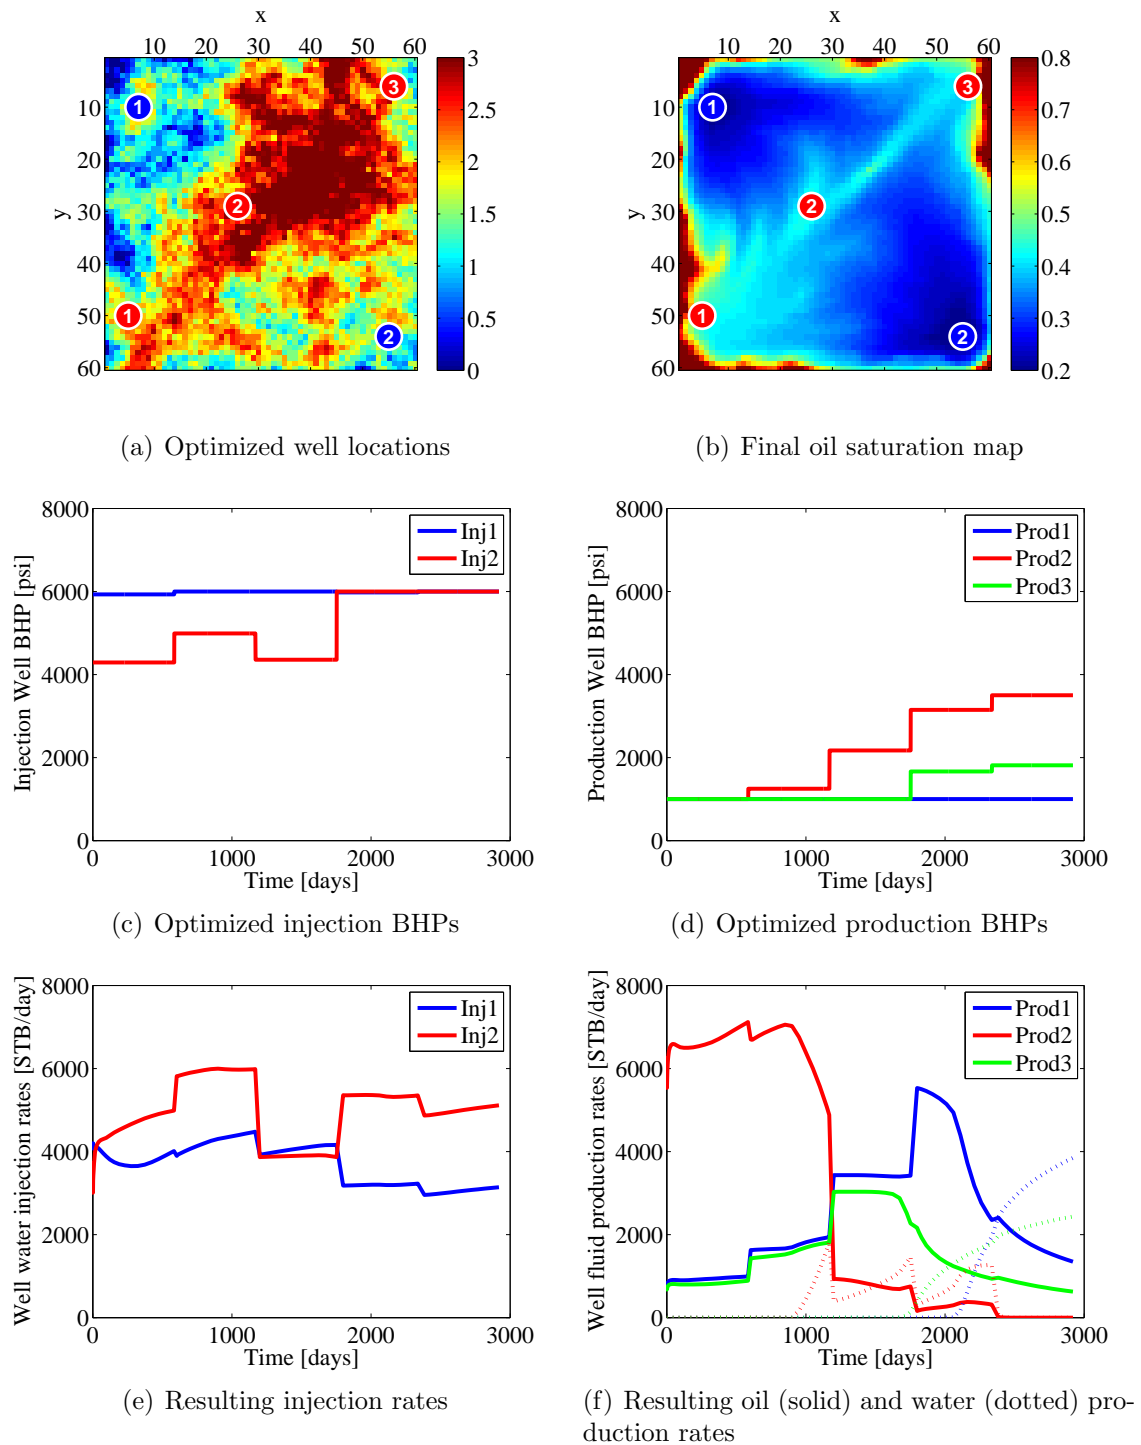 x
10 20 30 40 50 60
y
10
20
30
40
50
60
1
3
2
1
2
3
2.5
2
1.5
1
0.5
0
(a) Optimized well locations
x
10 20 30 40 50 60
y
10
20
30
40
50
60
1
3
2
1
2
0.8
0.7
0.6
0.5
0.4
0.3
0.2
(b) Final oil saturation map
Injection Well BHP [psi]
8000
6000
4000
2000
0
0 1000 2000 3000
Time [days]
Inj1
Inj2
(c) Optimized injection BHPs
Production Well BHP [psi]
8000
6000
4000
2000
0
0 1000 2000 3000
Time [days]
Prod1
Prod2
Prod3
(d) Optimized production BHPs
Well water injection rates [STB/day]
8000
6000
4000
2000
0
0 1000 2000 3000
Time [days]
Inj1
Inj2
(e) Resulting injection rates
Well fluid production rates [STB/day]
8000
6000
4000
2000
0
0 1000 2000 3000
Time [days]
Prod1
Prod2
Prod3
(f) Resulting oil (solid) and water (dotted) pro-
duction rates